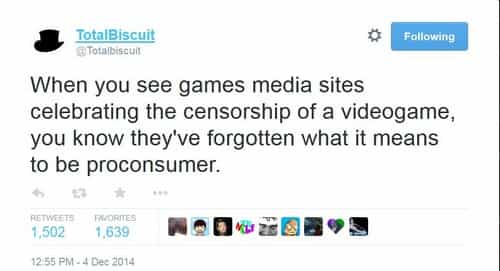 TotalBiscuit
@Totalbiscuit
Following
When you see games media sites
celebrating the censorship of a videogame,
you know they've forgotten what it means
to be proconsumer.
RETWEETS FAVORITES
1,502 1,639
12:55 PM - 4 Dec 2014